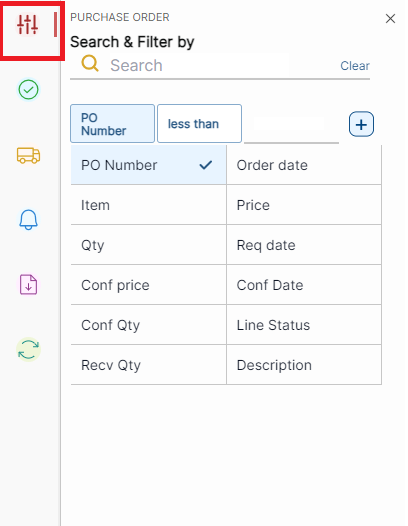 PURCHASE ORDER
Search & Filter by
Search
Clear
PO
Number
less than
PO Number Order date
Item Price
Qty Req date
Conf price Conf Date
Conf Qty Line Status
Recv Qty Description